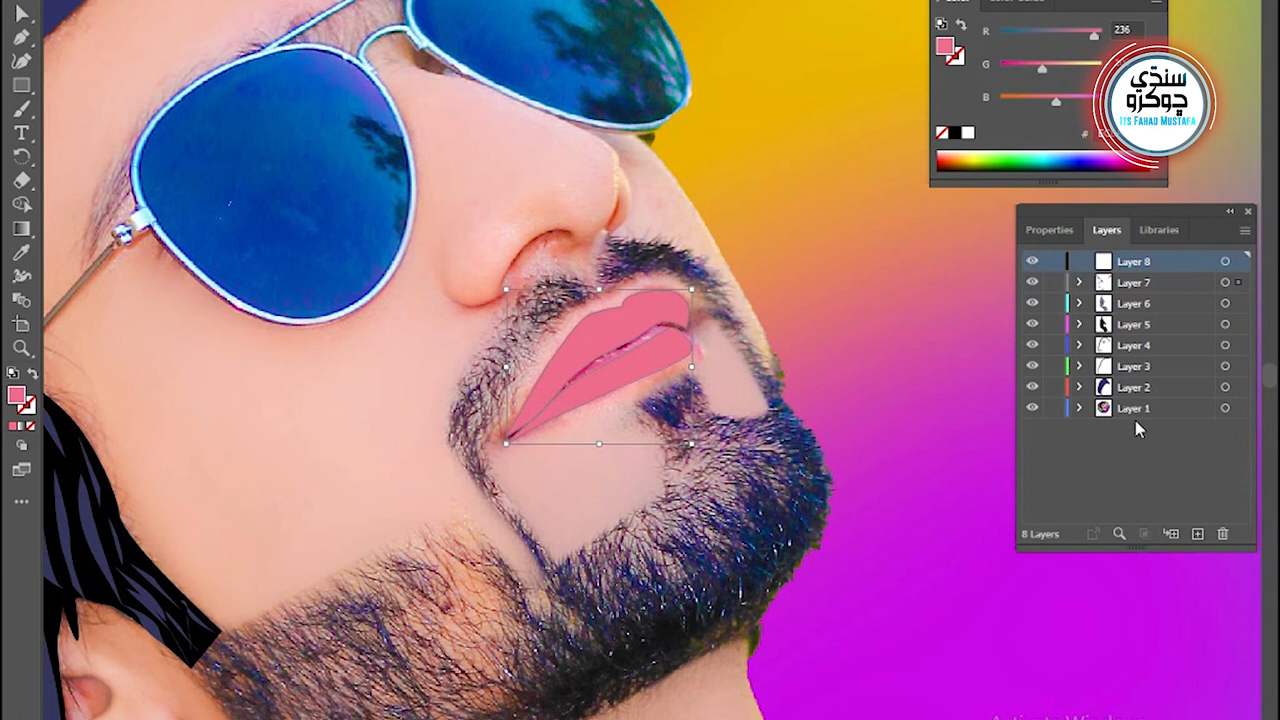 R
236
G
B
#
سنڌي
ڇوڪرو
ITS FAHAD MUSTAFA
Properties
Layers
Libraries
Layer 8
Layer 7
Layer 6
Layer 5
Layer 4
Layer 3
Layer 2
Layer 1
8 Layers